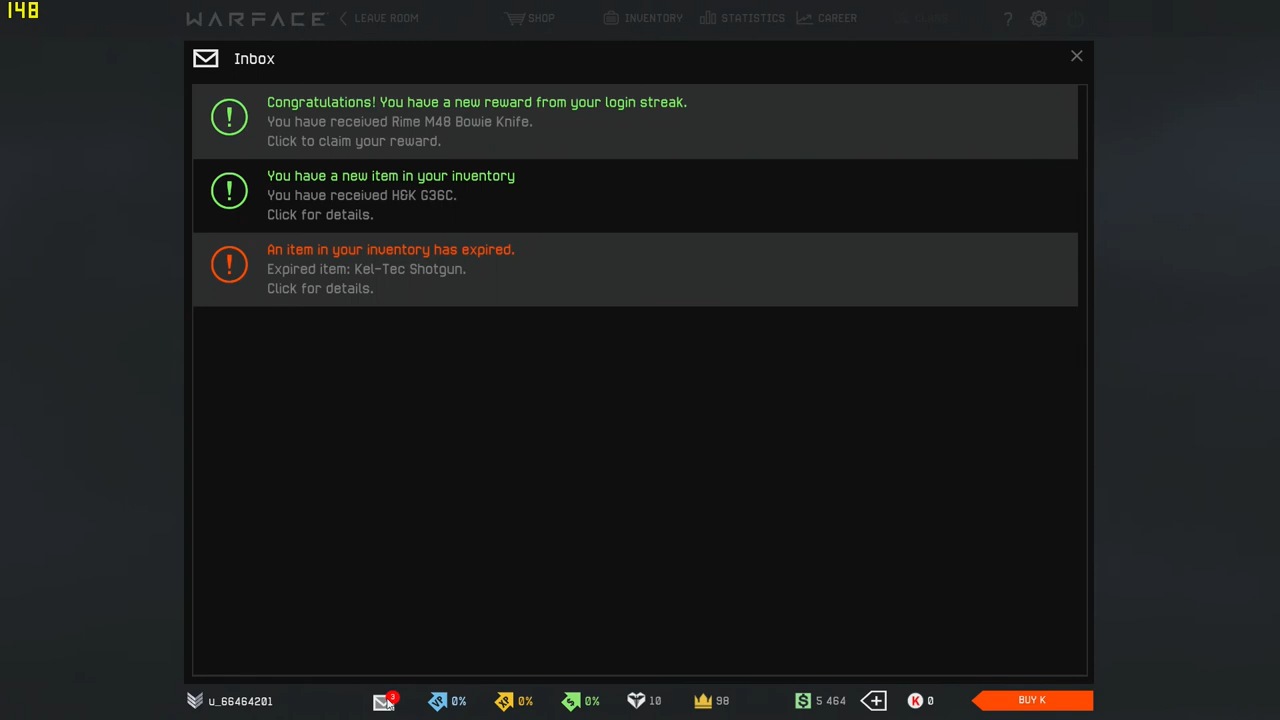 148
WARFACE LEAVE ROOM SHOP INVENTORY STATISTICS CAREER ?
Inbox
Congratulations! You have a new reward from your login streak.
You have received Rime M48 Bowie Knife.
Click to claim your reward.
You have a new item in your inventory
You have received H&K G36C.
Click for details.
An item in your inventory has expired.
Expired item: Kel-Tec Shotgun.
Click for details.
u_66464201 3 0% 0% 0% 10 98 $ 5 464 K 0 BUY K